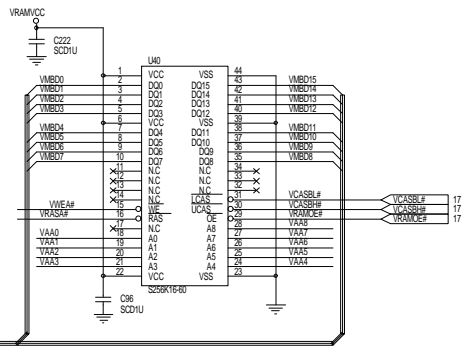 VRAMVCC
C222
SCD1U
U40
VCC VSS
DQ0 DQ15
DQ1 DQ14
DQ2 DQ13
DQ3 DQ12
VCC VSS
DQ4 DQ11
DQ5 DQ10
DQ6 DQ9
DQ7 DQ8
N.C N.C
N.C N.C
N.C N.C
N.C LCAS
WE UCAS
RAS OE
N.C A8
A0 A7
A1 A6
A2 A5
A3 A4
VCC VSS
S256K16-60
1 44
VMBD0 2 43 VMBD15
VMBD1 3 42 VMBD14
VMBD2 4 41 VMBD13
VMBD3 5 40 VMBD12
6 39
VMBD4 7 38 VMBD11
VMBD5 8 37 VMBD10
VMBD6 9 36 VMBD9
VMBD7 10 35 VMBD8
11 34
12 33
13 32
14 31 VCASBL# VCASBL# 17
VWEA# 15 30 VCASBH# VCASBH# 17
VRASA# 16 29 VRAMOE# VRAMOE# 17
17 28 VAA8
VAA0 18 27 VAA7
VAA1 19 26 VAA6
VAA2 20 25 VAA5
VAA3 21 24 VAA4
22 23
C96
SCD1U